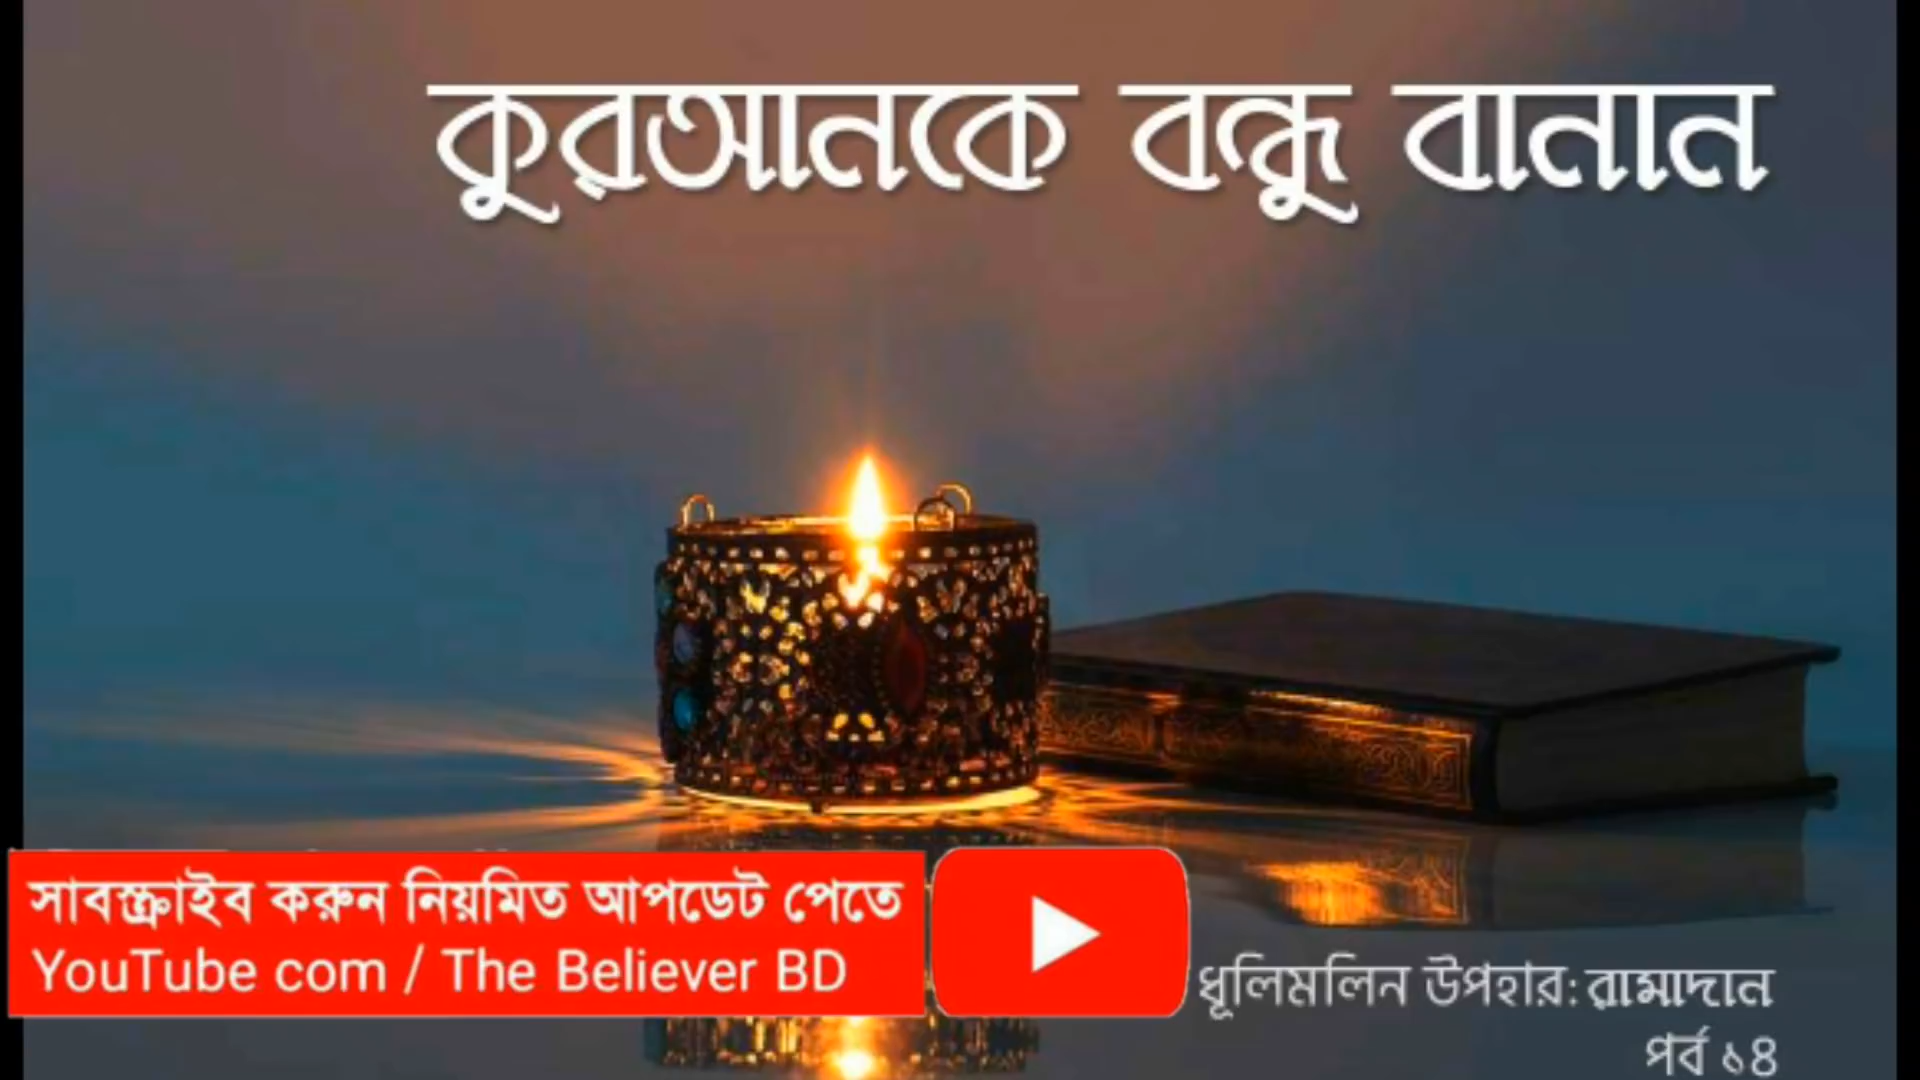 কুরআনকে বন্ধু বানান
সাবস্ক্রাইব করুন নিয়মিত আপডেট পেতে
YouTube com / The Believer BD
ধূলিমলিন উপহার: রামাদান
পর্ব ১৪